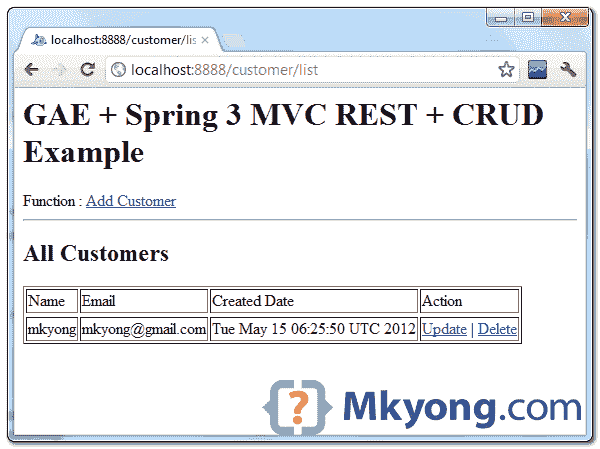 localhost:8888/customer/lis
localhost:8888/customer/list
GAE + Spring 3 MVC REST + CRUD
Example
Function : Add Customer
All Customers
Name Email Created Date Action
mkyong mkyong@gmail.com Tue May 15 06:25:50 UTC 2012 Update | Delete
{?} Mkyong.com